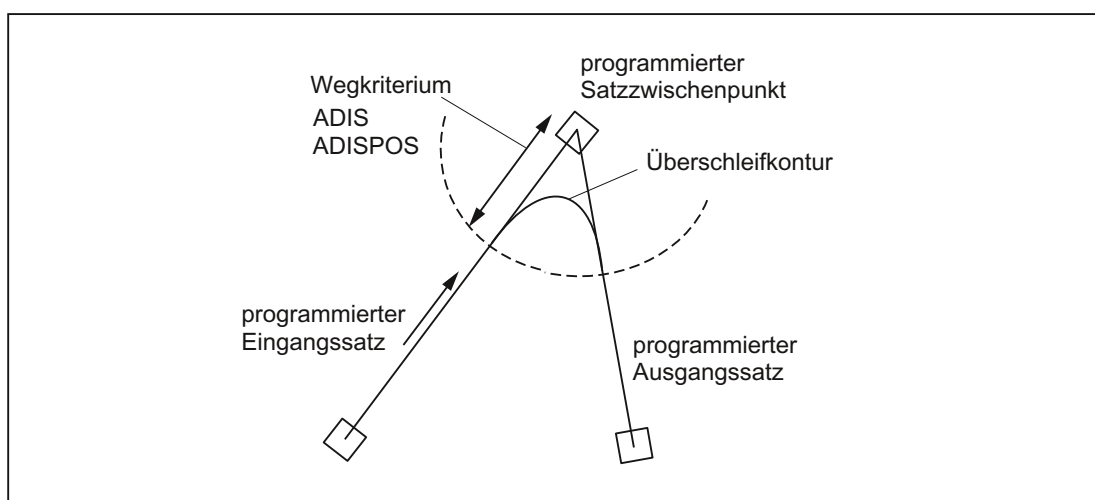 Wegkriterium
ADIS
ADISPOS
programmierter
Satzzwischenpunkt
Überschleifkontur
programmierter
Eingangssatz
programmierter
Ausgangssatz